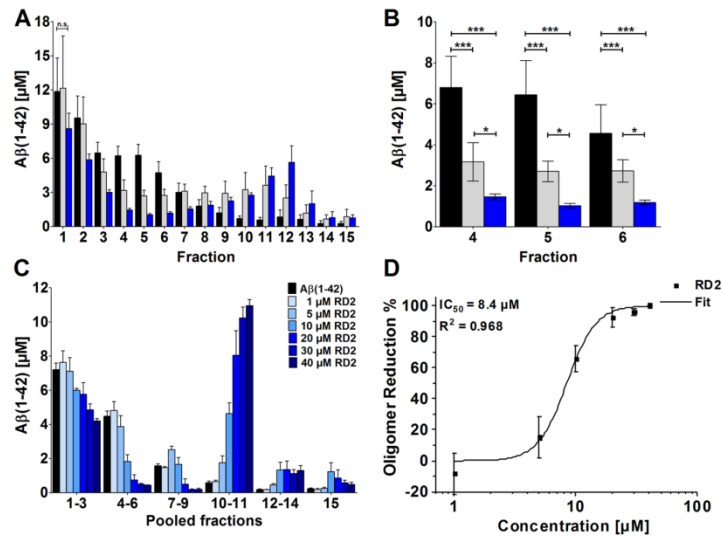 A
Aβ(1-42) [µM]
18
15
12
9
6
3
0
n.s.
1 2 3 4 5 6 7 8 9 10 11 12 13 14 15
Fraction
B
Aβ(1-42) [µM]
10
8
6
4
2
0
*** *** ***
*** *** ***
* * *
4 5 6
Fraction
C
Aβ(1-42) [µM]
12
10
8
6
4
2
0
Aβ(1-42)
1 µM RD2
5 µM RD2
10 µM RD2
20 µM RD2
30 µM RD2
40 µM RD2
1-3 4-6 7-9 10-11 12-14 15
Pooled fractions
D
Oligomer Reduction %
100
80
60
40
20
0
-20
IC50 = 8.4 µM
R² = 0.968
RD2
Fit
1 10 100
Concentration [µM]